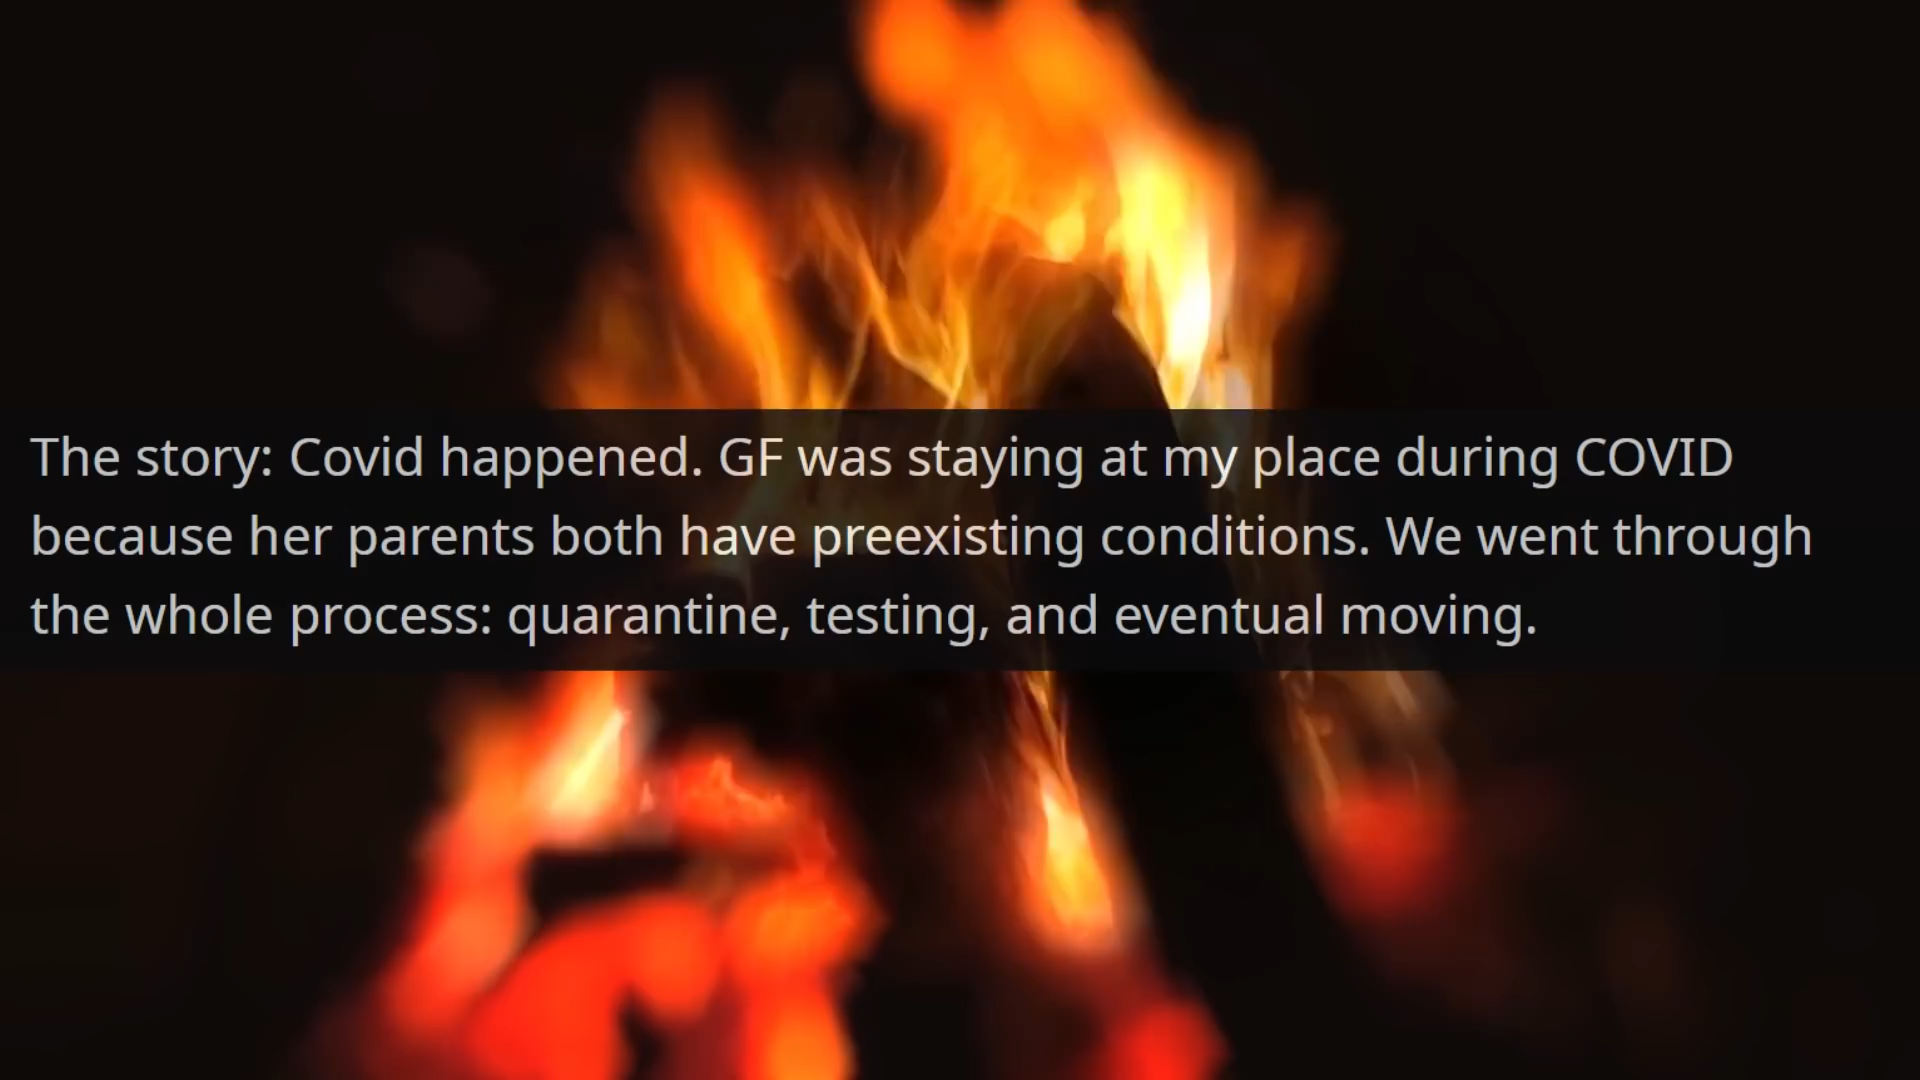 The story: Covid happened. GF was staying at my place during COVID
because her parents both have preexisting conditions. We went through
the whole process: quarantine, testing, and eventual moving.